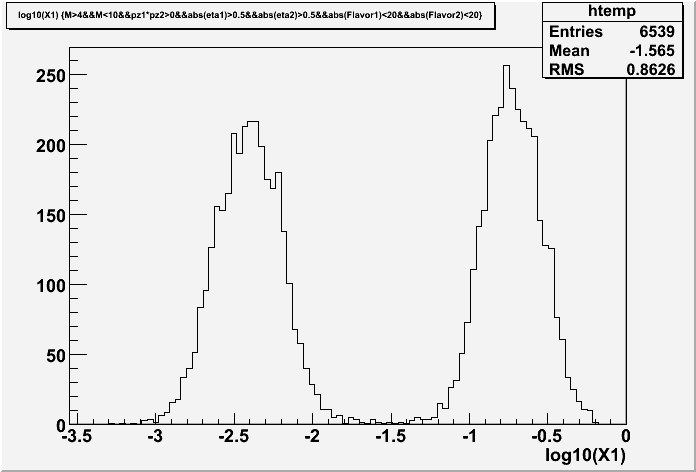 log10(X1) {M>4&&M<10&&pz1*pz2>0&&abs(eta1)>0.5&&abs(eta2)>0.5&&abs(Flavor1)<20&&abs(Flavor2)<20}
htemp
Entries 6539
Mean -1.565
RMS 0.8626
250
200
150
100
50
0
-3.5 -3 -2.5 -2 -1.5 -1 -0.5 0
log10(X1)